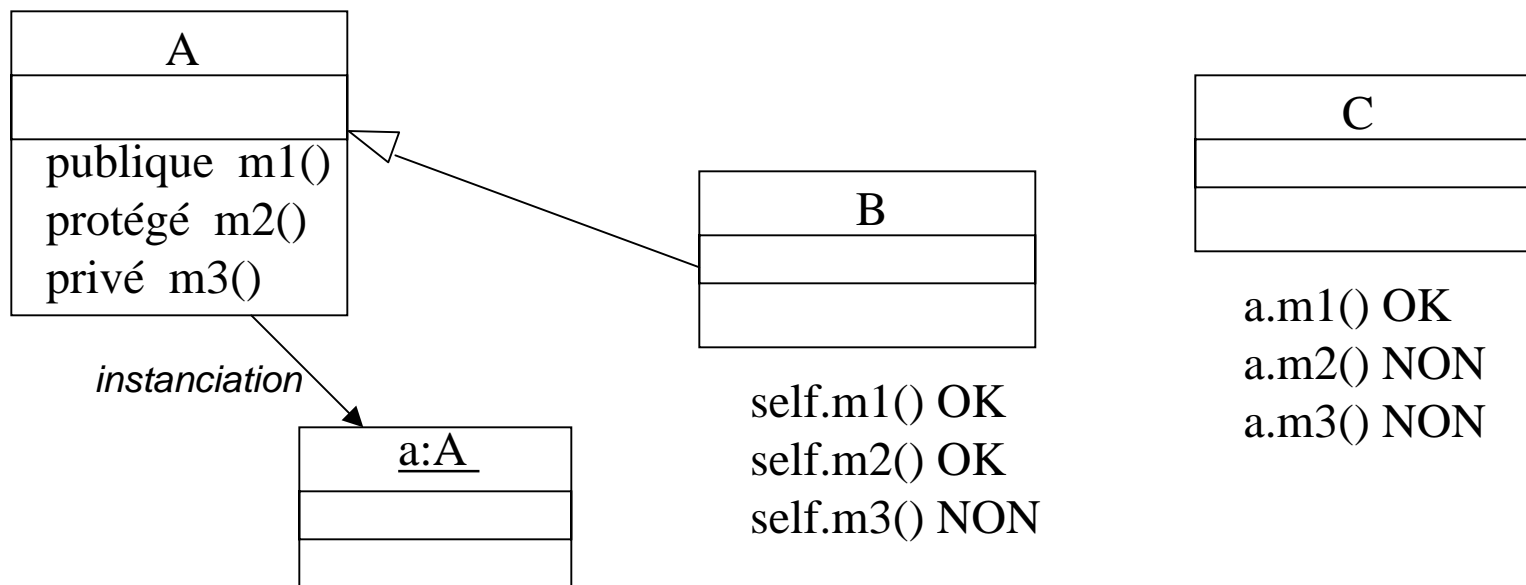 A
publique m1()
protégé m2()
privé m3()
instanciation
a:A
B
self.m1() OK
self.m2() OK
self.m3() NON
C
a.m1() OK
a.m2() NON
a.m3() NON